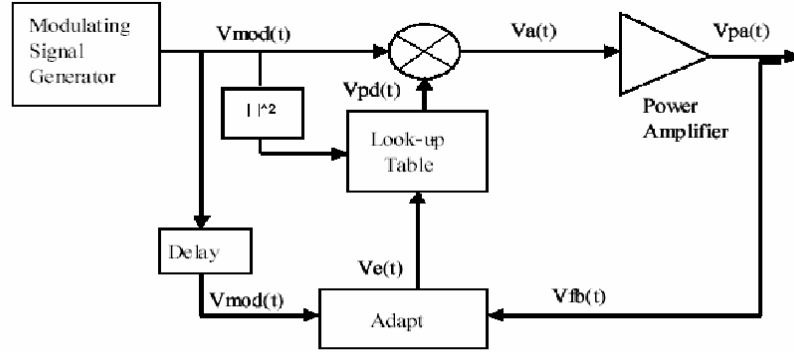 Modulating
Signal
Generator
Vmod(t)
Va(t)
Vpa(t)
Vpd(t)
| |^2
Look-up
Table
Power
Amplifier
Delay
Ve(t)
Vmod(t)
Vfb(t)
Adapt